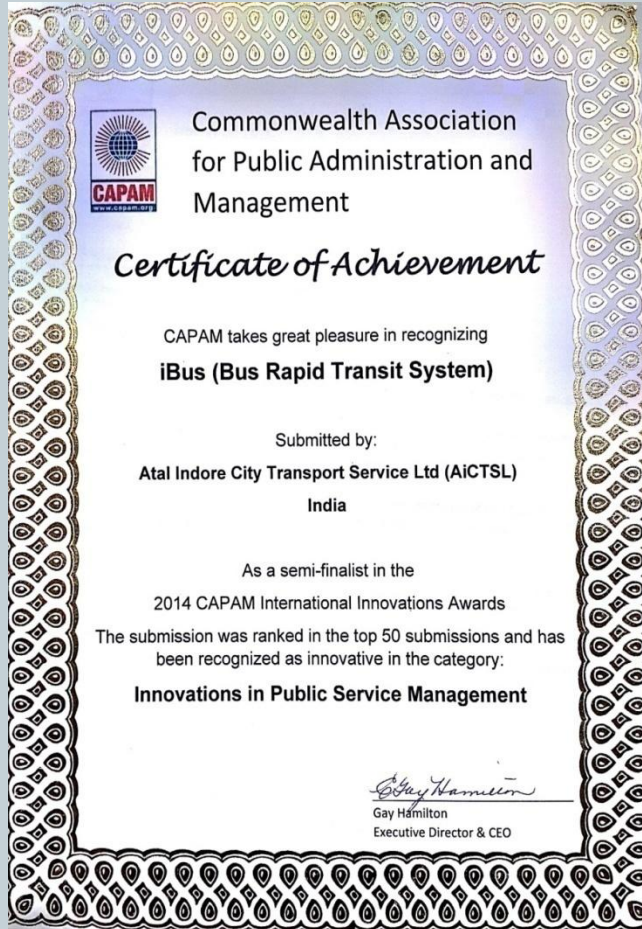 CAPAM
www.capam.org
Commonwealth Association
for Public Administration and
Management
Certificate of Achievement
CAPAM takes great pleasure in recognizing
iBus (Bus Rapid Transit System)
Submitted by:
Atal Indore City Transport Service Ltd (AiCTSL)
India
As a semi-finalist in the
2014 CAPAM International Innovations Awards
The submission was ranked in the top 50 submissions and has
been recognized as innovative in the category:
Innovations in Public Service Management
EGay Hamilton
Gay Hamilton
Executive Director & CEO